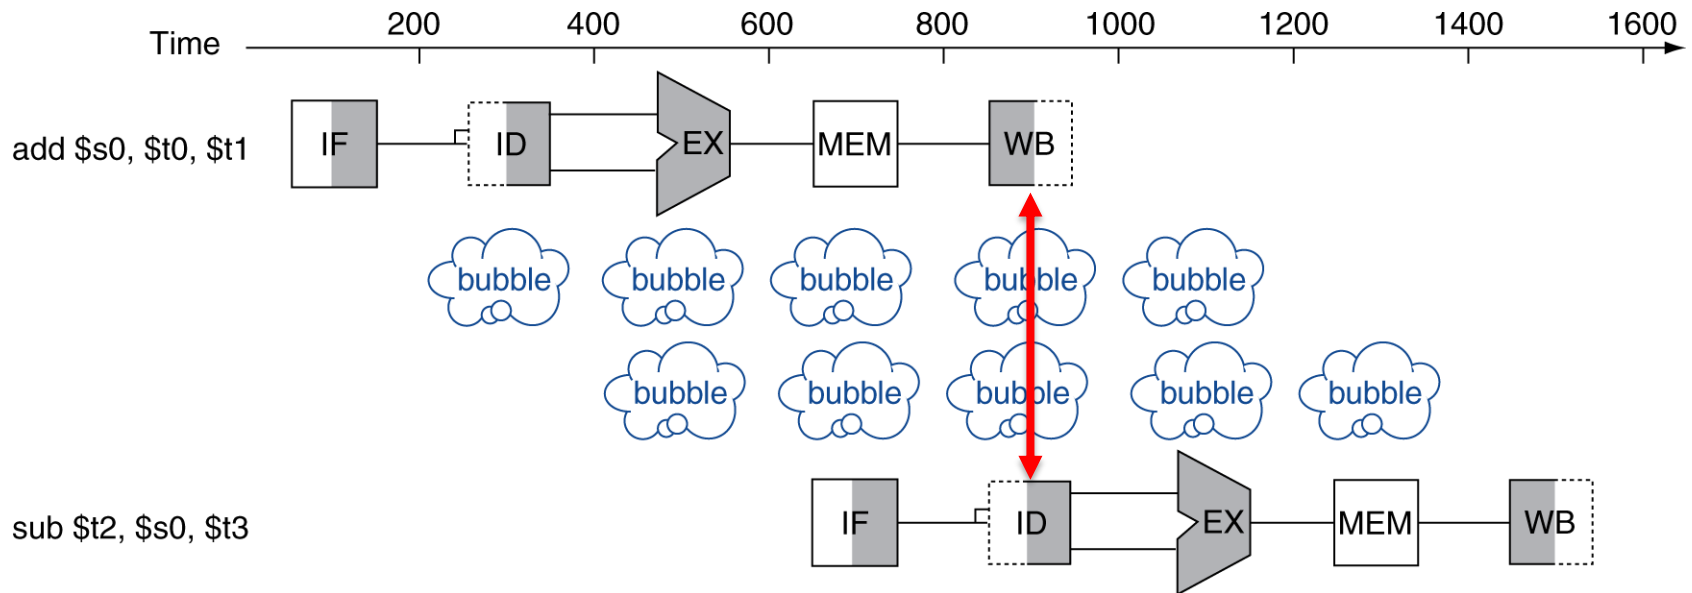 200 400 600 800 1000 1200 1400 1600
Time
add $s0, $t0, $t1 IF ID EX MEM WB
bubble bubble bubble bubble bubble
bubble bubble bubble bubble bubble
sub $t2, $s0, $t3 IF ID EX MEM WB